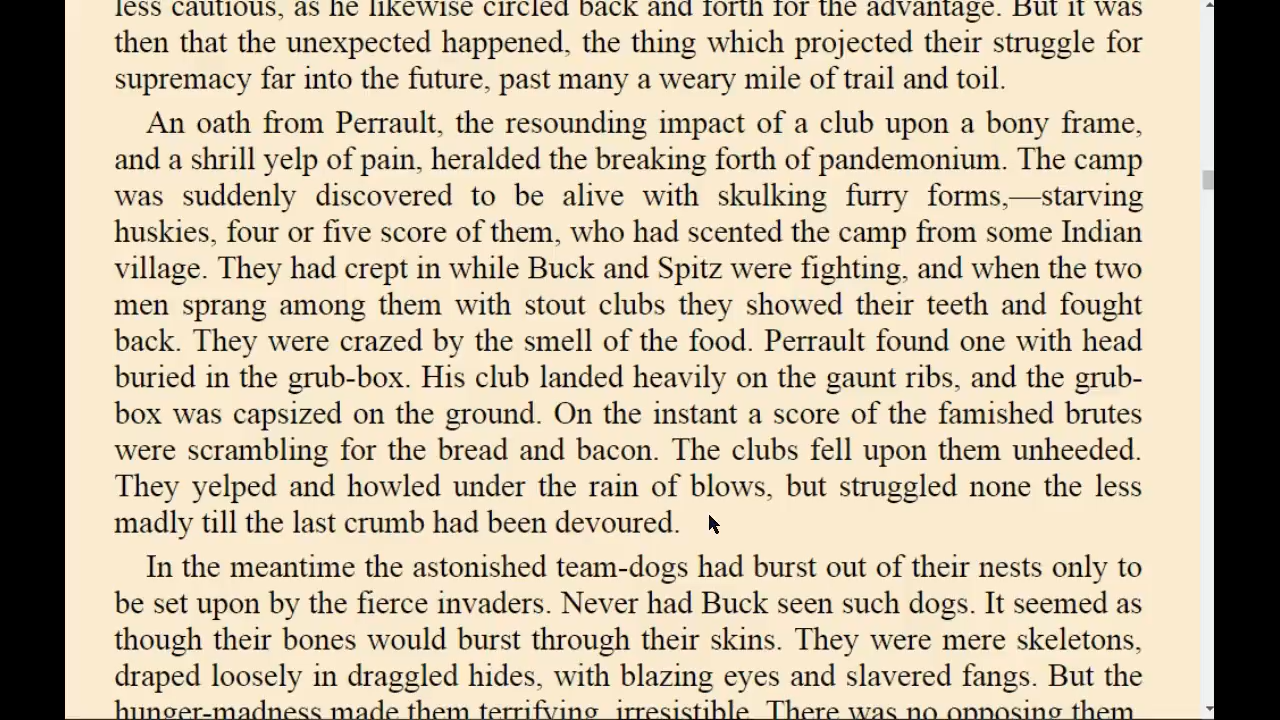 less cautious, as he likewise circled back and forth for the advantage. But it was
then that the unexpected happened, the thing which projected their struggle for
supremacy far into the future, past many a weary mile of trail and toil.
An oath from Perrault, the resounding impact of a club upon a bony frame,
and a shrill yelp of pain, heralded the breaking forth of pandemonium. The camp
was suddenly discovered to be alive with skulking furry forms,—starving
huskies, four or five score of them, who had scented the camp from some Indian
village. They had crept in while Buck and Spitz were fighting, and when the two
men sprang among them with stout clubs they showed their teeth and fought
back. They were crazed by the smell of the food. Perrault found one with head
buried in the grub-box. His club landed heavily on the gaunt ribs, and the grub-
box was capsized on the ground. On the instant a score of the famished brutes
were scrambling for the bread and bacon. The clubs fell upon them unheeded.
They yelped and howled under the rain of blows, but struggled none the less
madly till the last crumb had been devoured.
In the meantime the astonished team-dogs had burst out of their nests only to
be set upon by the fierce invaders. Never had Buck seen such dogs. It seemed as
though their bones would burst through their skins. They were mere skeletons,
draped loosely in draggled hides, with blazing eyes and slavered fangs. But the
hunger-madness made them terrifying, irresistible. There was no opposing them.